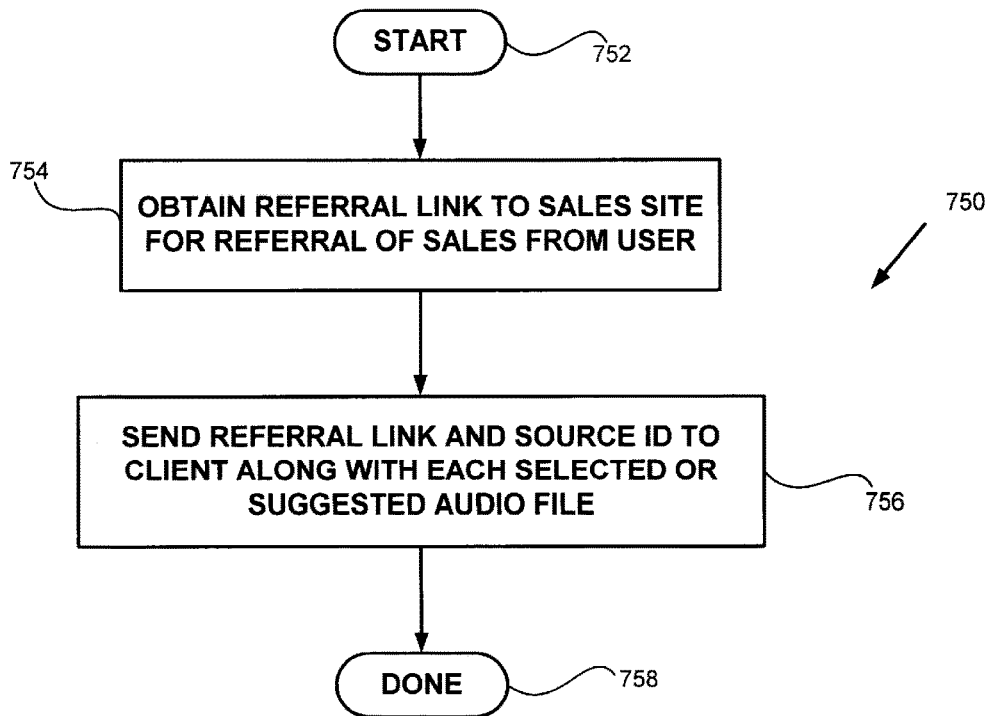 START
752
754
OBTAIN REFERRAL LINK TO SALES SITE
FOR REFERRAL OF SALES FROM USER
750
SEND REFERRAL LINK AND SOURCE ID TO
CLIENT ALONG WITH EACH SELECTED OR
SUGGESTED AUDIO FILE
756
DONE
758